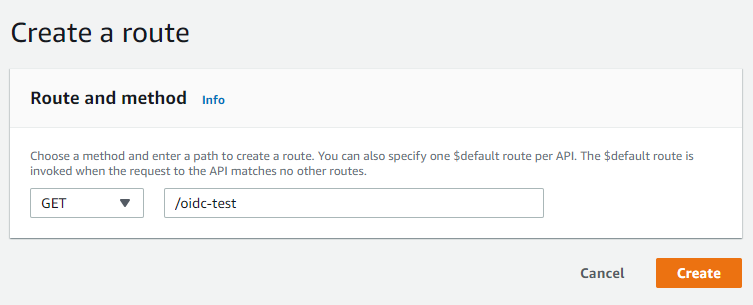 Create a route
Route and method Info
Choose a method and enter a path to create a route. You can also specify one $default route per API. The $default route is
invoked when the request to the API matches no other routes.
GET /oidc-test
Cancel Create